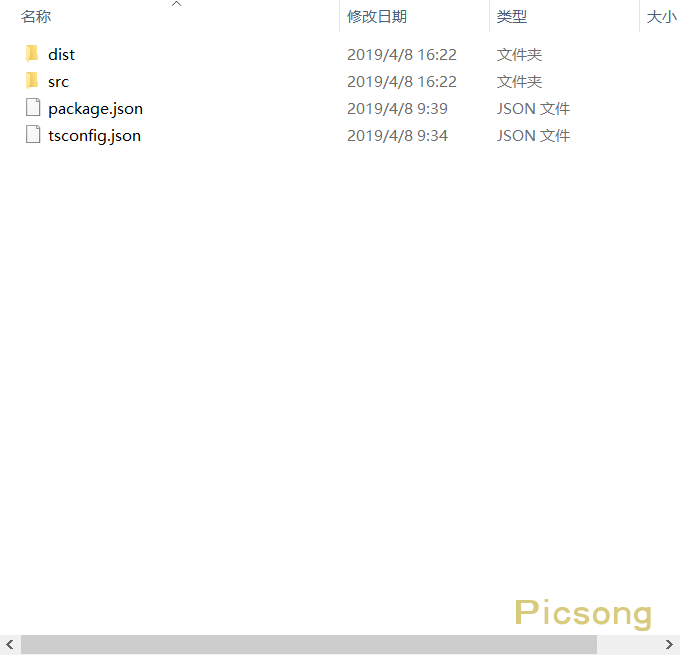 名称 修改日期 类型 大小
dist 2019/4/8 16:22 文件夹
src 2019/4/8 16:22 文件夹
package.json 2019/4/8 9:39 JSON 文件
tsconfig.json 2019/4/8 9:34 JSON 文件
Picsong